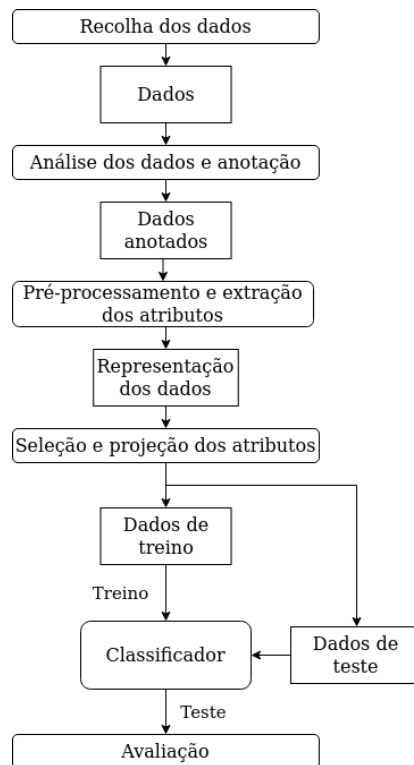 Recolha dos dados
Dados
Análise dos dados e anotação
Dados
anotados
Pré-processamento e extração
dos atributos
Representação
dos dados
Seleção e projeção dos atributos
Dados de
treino
Treino
Classificador
Dados de
teste
Teste
Avaliação